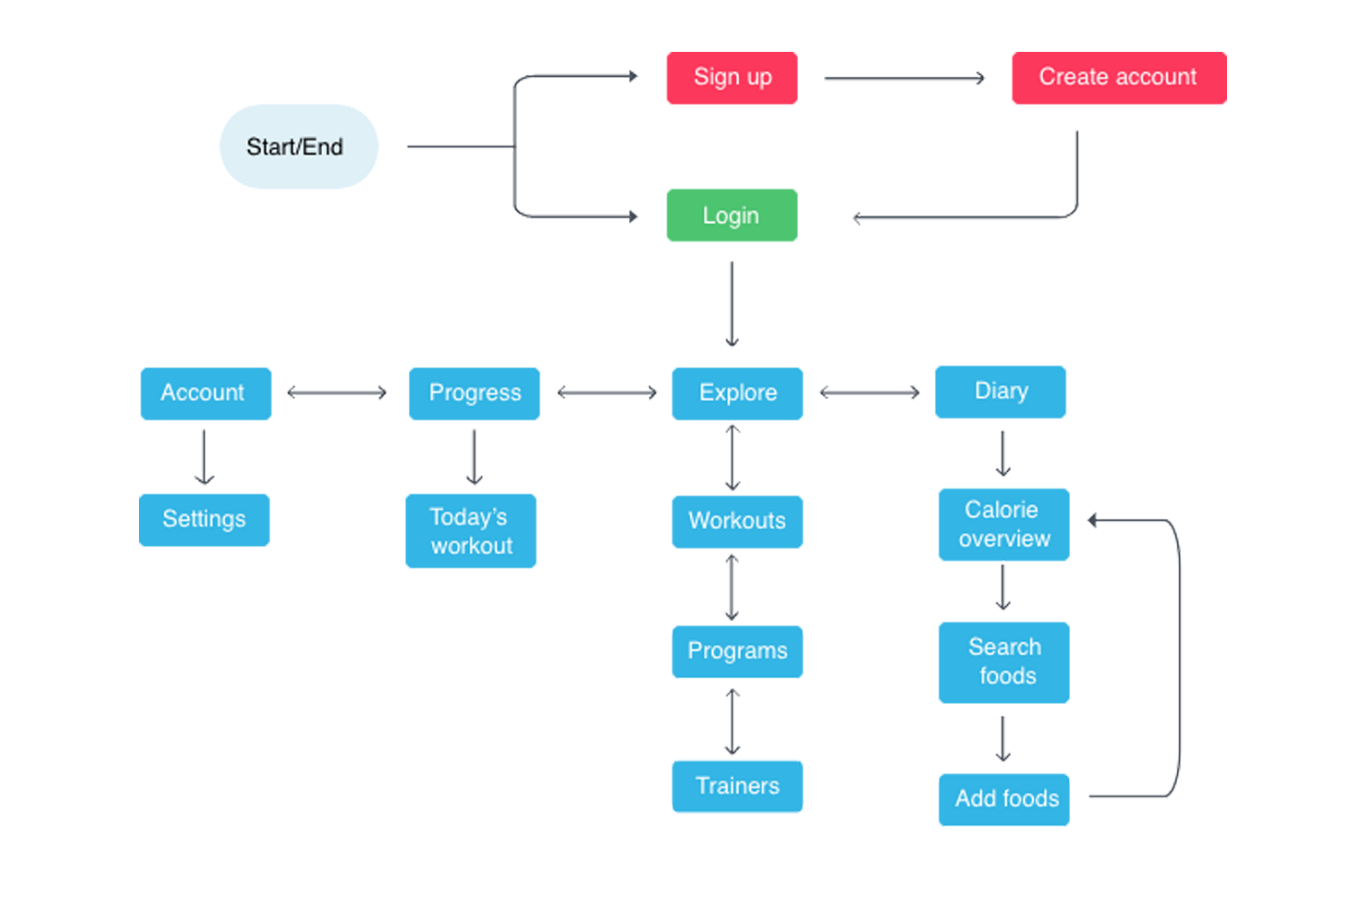 Sign up
Create account
Start/End
Login
Account
Progress
Explore
Diary
Settings
Today's
workout
Workouts
Calorie
overview
Programs
Search
foods
Trainers
Add foods